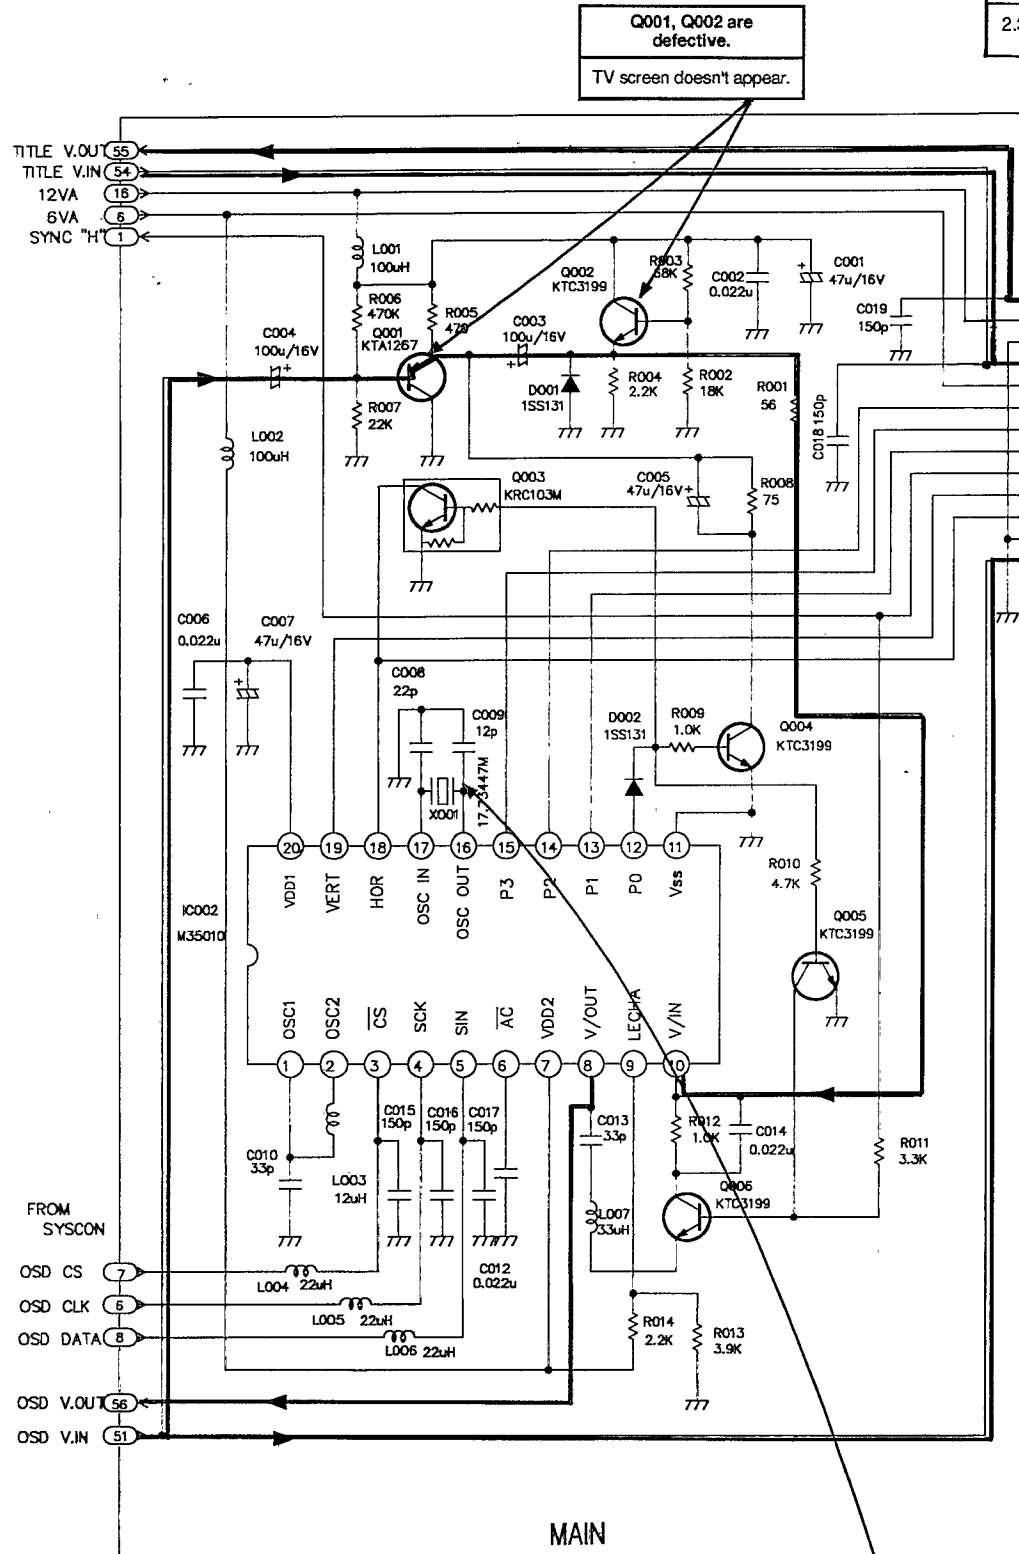 Q001, Q002 are
defective.
TV screen doesn't appear.
TITLE V.OUT 55
TITLE V.IN 54
12VA 16
6VA 6
SYNC "H" 1
L001
100uH
R006
470K
R005
Q001
KTA1267
C004
100u/16V
C003
100u/16V
Q002
KTC3199
C002
0.022u
C001
47u/16V
C019
150p
R007
22K
D001
1SS131
R004
2.2K
R002
18K
R001
56
C018 150p
L002
100uH
Q003
KRC103M
C005
47u/16V
R008
75
C006
0.022u
C007
47u/16V
C008
22p
C009
12p
X001
D002
1SS131
R009
1.0K
Q004
KTC3199
20 19 18 17 16 15 14 13 12 11
VDD1 VERT HOR OSC IN OSC OUT P3 P2 P1 P0 Vss
R010
4.7K
IC002
M35010
Q005
KTC3199
OSC1 OSC2 CS SCK SIN AC VDD2 V/OUT LECHA V/IN
1 2 3 4 5 6 7 8 9 10
C015
150p
C016
150p
C017
150p
C013
33p
R012
1.0K
C014
0.022u
R011
3.3K
C010
33p
L003
12uH
L007
33uH
Q006
KTC3199
FROM
SYSCON
C012
0.022u
OSD CS 7
L004 22uH
OSD CLK 6
L005 22uH
OSD DATA 8
L006 22uH
R014
2.2K
R013
3.9K
OSD V.OUT 56
OSD V.IN 51
MAIN